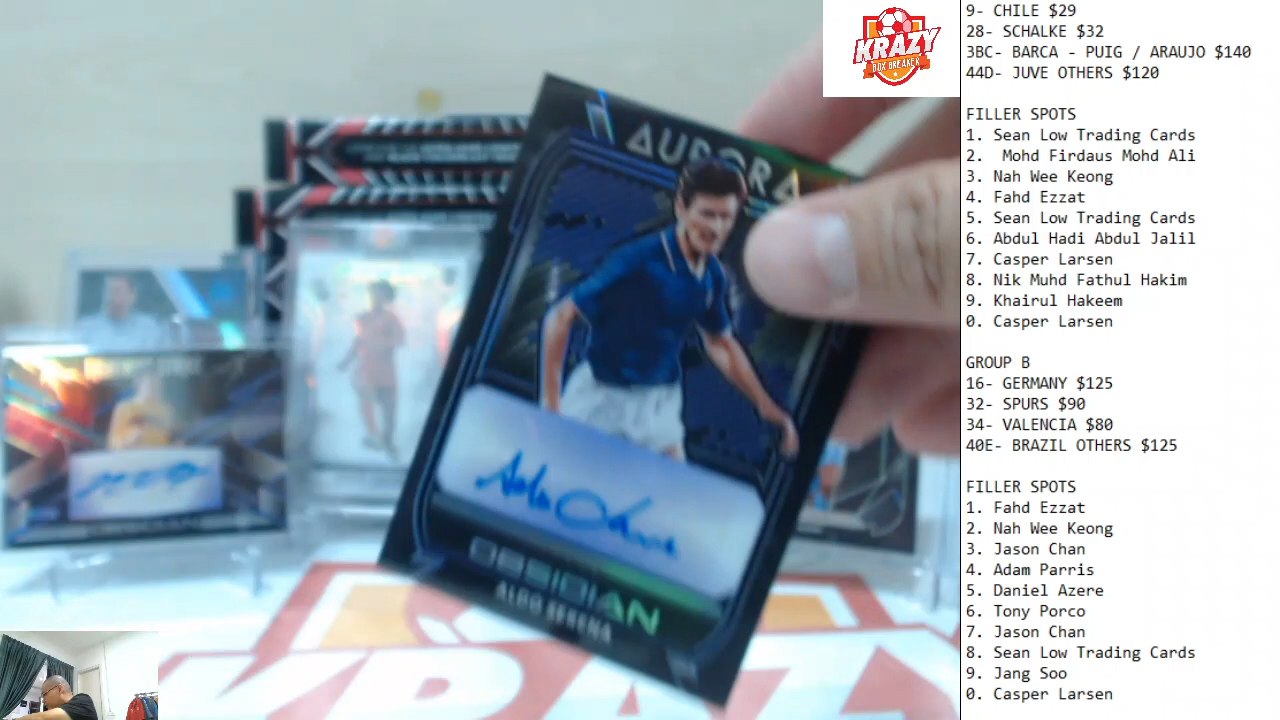 KRAZY
BOX BREAKER
AURORA
OBSIDIAN
ALDO SERENA
KRAZY
9- CHILE $29
28- SCHALKE $32
3BC- BARCA - PUIG / ARAUJO $140
44D- JUVE OTHERS $120
FILLER SPOTS
1. Sean Low Trading Cards
2.  Mohd Firdaus Mohd Ali
3. Nah Wee Keong
4. Fahd Ezzat
5. Sean Low Trading Cards
6. Abdul Hadi Abdul Jalil
7. Casper Larsen
8. Nik Muhd Fathul Hakim
9. Khairul Hakeem
0. Casper Larsen
GROUP B
16- GERMANY $125
32- SPURS $90
34- VALENCIA $80
40E- BRAZIL OTHERS $125
FILLER SPOTS
1. Fahd Ezzat
2. Nah Wee Keong
3. Jason Chan
4. Adam Parris
5. Daniel Azere
6. Tony Porco
7. Jason Chan
8. Sean Low Trading Cards
9. Jang Soo
0. Casper Larsen